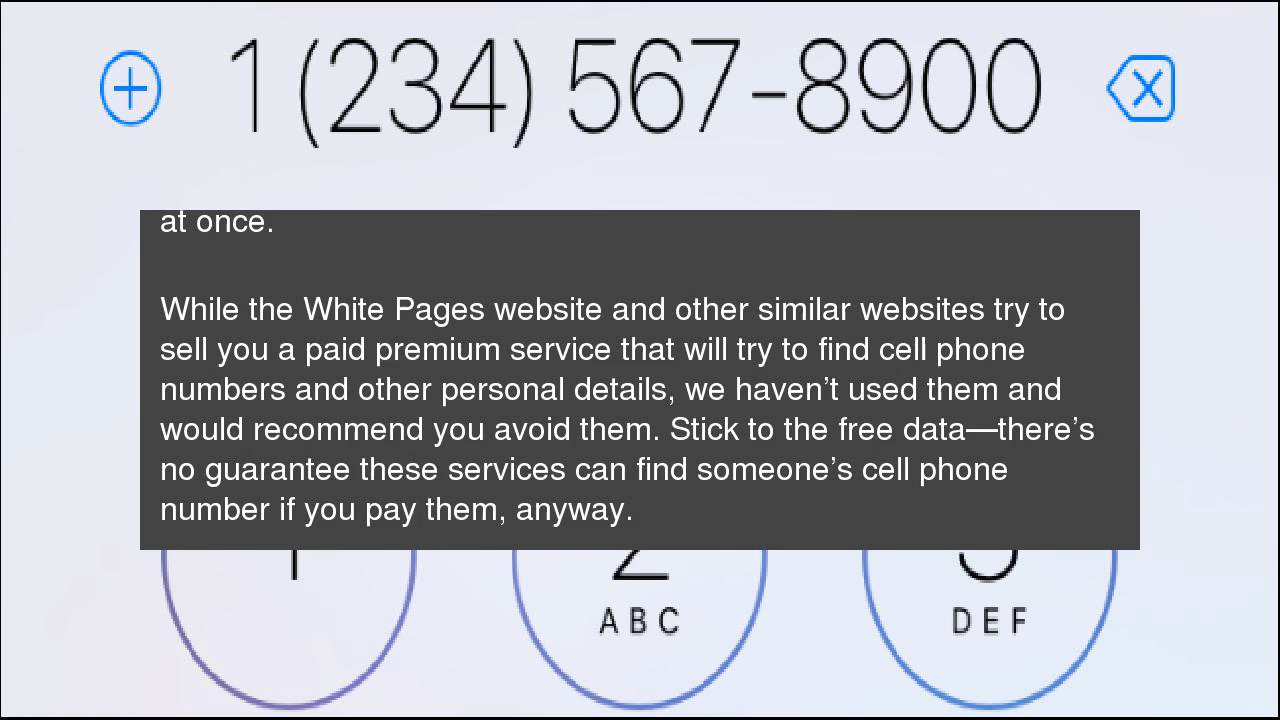 1 (234) 567-8900
at once.
While the White Pages website and other similar websites try to
sell you a paid premium service that will try to find cell phone
numbers and other personal details, we haven’t used them and
would recommend you avoid them. Stick to the free data—there’s
no guarantee these services can find someone’s cell phone
number if you pay them, anyway.
1 2 3
ABC DEF